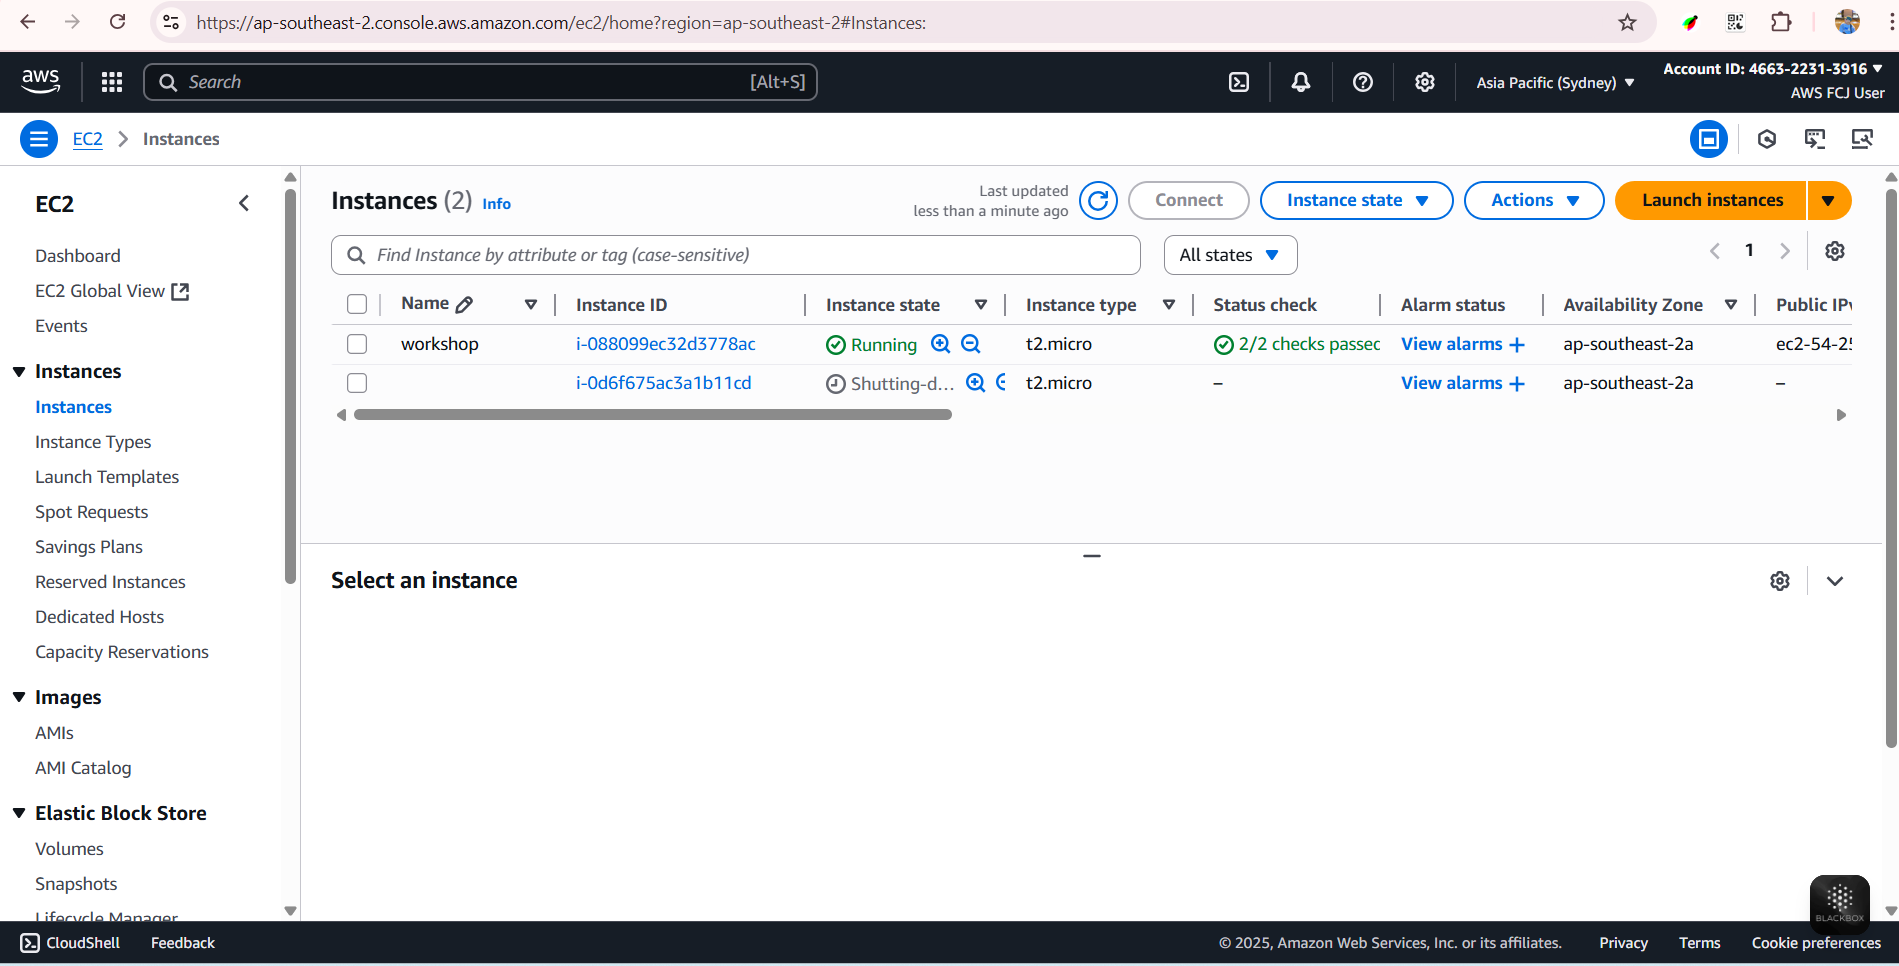 https://ap-southeast-2.console.aws.amazon.com/ec2/home?region=ap-southeast-2#Instances:
aws
Search [Alt+S]
Asia Pacific (Sydney)
Account ID: 4663-2231-3916
AWS FCJ User
EC2 Instances
EC2
Dashboard
EC2 Global View
Events
Instances
Instances
Instance Types
Launch Templates
Spot Requests
Savings Plans
Reserved Instances
Dedicated Hosts
Capacity Reservations
Images
AMIs
AMI Catalog
Elastic Block Store
Volumes
Snapshots
Lifecycle Manager
Instances (2) Info
Last updated
less than a minute ago
Connect
Instance state
Actions
Launch instances
Find Instance by attribute or tag (case-sensitive)
All states
1
Name Instance ID Instance state Instance type Status check Alarm status Availability Zone Public IPv
workshop i-088099ec32d3778ac Running t2.micro 2/2 checks passed View alarms + ap-southeast-2a ec2-54-25
i-0d6f675ac3a1b11cd Shutting-d... t2.micro – View alarms + ap-southeast-2a –
Select an instance
BLACKBOX
CloudShell Feedback © 2025, Amazon Web Services, Inc. or its affiliates. Privacy Terms Cookie preferences